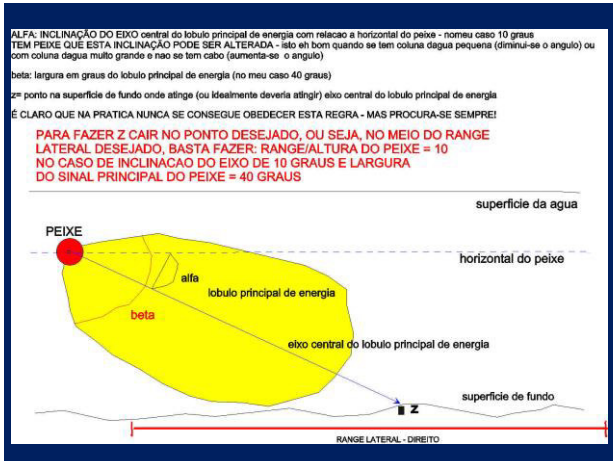 ALFA: INCLINAÇÃO DO EIXO central do lobulo principal de energia com relacao a horizontal do peixe - nomeu caso 10 graus
TEM PEIXE QUE ESTA INCLINAÇÃO PODE SER ALTERADA - isto eh bom quando se tem coluna dagua pequena (diminui-se o angulo) ou
com coluna dagua muito grande e nao se tem cabo (aumenta-se o angulo)
beta: largura em graus do lobulo principal de energia (no meu caso 40 graus)
z= ponto na superficie de fundo onde atinge (ou idealmente deveria atingir) eixo central do lobulo principal de energia
É CLARO QUE NA PRATICA NUNCA SE CONSEGUE OBEDECER ESTA REGRA - MAS PROCURA-SE SEMPRE!
PARA FAZER Z CAIR NO PONTO DESEJADO, OU SEJA, NO MEIO DO RANGE
LATERAL DESEJADO, BASTA FAZER: RANGE/ALTURA DO PEIXE = 10
NO CASO DE INCLINACAO DO EIXO DE 10 GRAUS E LARGURA
DO SINAL PRINCIPAL DO PEIXE = 40 GRAUS
superficie da agua
PEIXE
horizontal do peixe
alfa
lobulo principal de energia
beta
eixo central do lobulo principal de energia
superficie de fundo
z
RANGE LATERAL - DIREITO